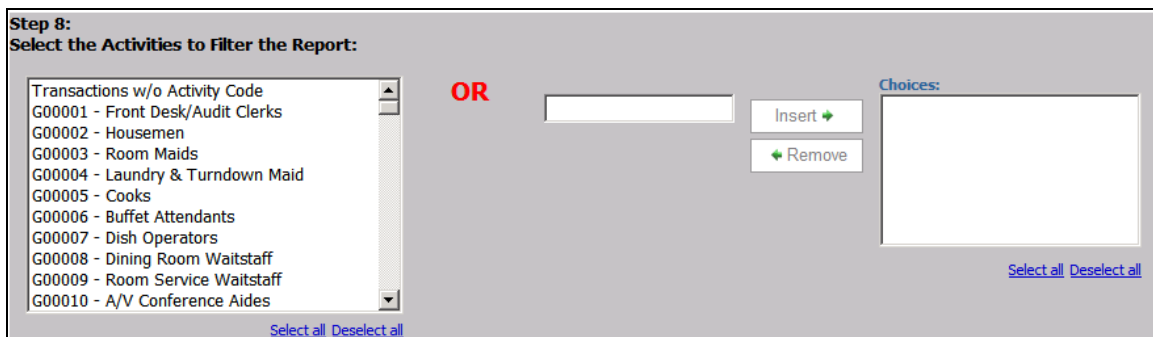 Step 8:
Select the Activities to Filter the Report:
Transactions w/o Activity Code
G00001 - Front Desk/Audit Clerks
G00002 - Housemen
G00003 - Room Maids
G00004 - Laundry & Turndown Maid
G00005 - Cooks
G00006 - Buffet Attendants
G00007 - Dish Operators
G00008 - Dining Room Waitstaff
G00009 - Room Service Waitstaff
G00010 - A/V Conference Aides
Select all Deselect all
OR
Insert
Remove
Choices:
Select all Deselect all